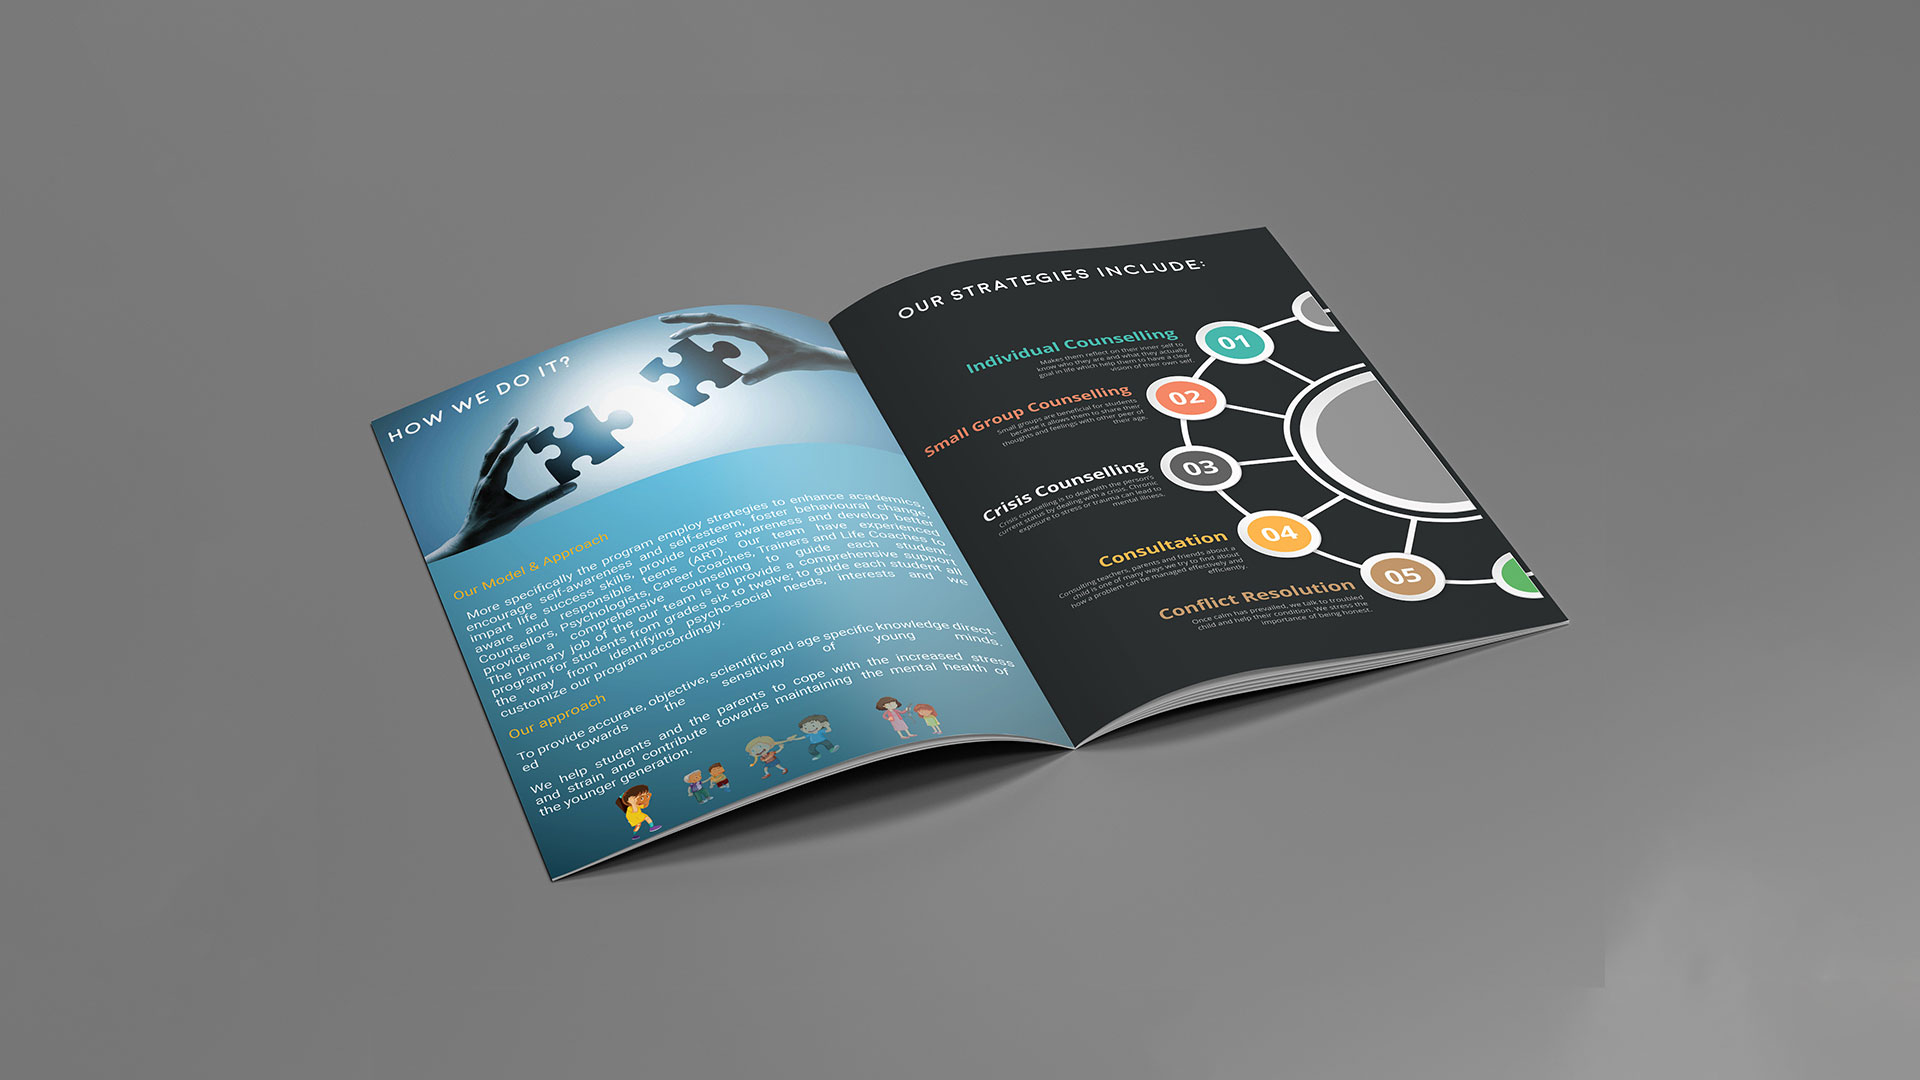 HOW WE DO IT?
Our Model & Approach
More specifically the program employ strategies to enhance academics,
encourage self-awareness and self-esteem, foster behavioural change,
impart life success skills, provide career awareness and develop better
aware and responsible teens (ART). Our team have experienced
Counsellors, Psychologists, Career Coaches, Trainers and Life Coaches to
provide a comprehensive counselling to guide each student.
The primary job of the our team is to provide a comprehensive support
program for students from grades six to twelve; to guide each student all
the way from identifying psycho-social needs, interests and we
customize our program accordingly.
Our approach
To provide accurate, objective, scientific and age specific knowledge direct-
ed towards the sensitivity of young minds.
We help students and the parents to cope with the increased stress
and strain and contribute towards maintaining the mental health of
the younger generation.
OUR STRATEGIES INCLUDE:
Individual Counselling
Makes them reflect on their inner self to
know who they are and what they actually
goal in life which help them to have a clear
vision of their own self.
01
Small Group Counselling
Small groups are beneficial for students
because it allows them to share their
thoughts and feelings with other peer of
their age.
02
Crisis Counselling
Crisis counselling is to deal with the person's
current status by dealing with a crisis. Chronic
exposure to stress or trauma can lead to
mental illness.
03
Consultation
Consulting teachers, parents and friends about a
child is one of many ways we try to find about
how a problem can be managed effectively and
efficiently.
04
Conflict Resolution
Once calm has prevailed, we talk to troubled
child and help their condition. We stress the
importance of being honest.
05